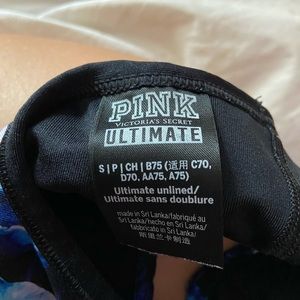 PINK
VICTORIA'S SECRET
ULTIMATE
S | P | CH | B75 (适用 C70,
D70, AA75, A75)
Ultimate unlined/
Ultimate sans doublure
made in Sri Lanka/fabriqué au
Sri Lanka/hecho en Sri Lanka/
fabbricato in Sri Lanka/
斯里兰卡制造